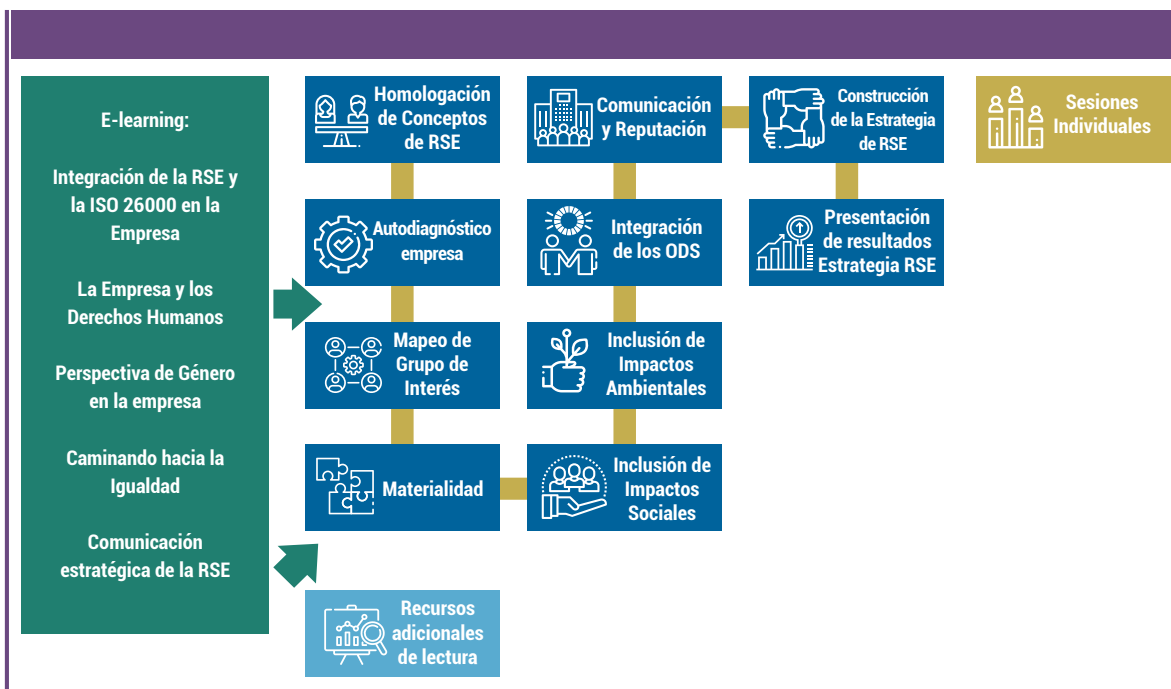 E-learning:
Integración de la RSE y
la ISO 26000 en la
Empresa
La Empresa y los
Derechos Humanos
Perspectiva de Género
en la empresa
Caminando hacia la
Igualdad
Comunicación
estratégica de la RSE
Homologación
de Conceptos
de RSE
Autodiagnóstico
empresa
Mapeo de
Grupo de
Interés
Materialidad
Recursos
adicionales
de lectura
Comunicación
y Reputación
Integración
de los ODS
Inclusión de
Impactos
Ambientales
Inclusión de
Impactos
Sociales
Construcción
de la Estrategia
de RSE
Presentación
de resultados
Estrategia RSE
Sesiones
Individuales